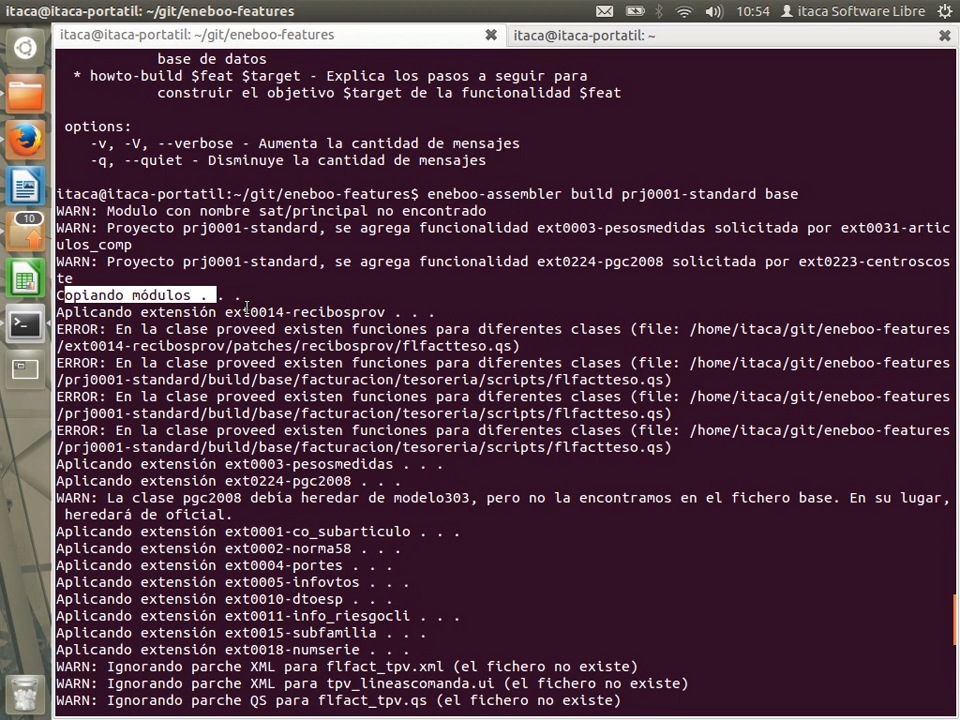 itaca@itaca-portatil: ~/git/eneboo-features
10:54
itaca Software Libre
itaca@itaca-portatil: ~/git/eneboo-features
itaca@itaca-portatil: ~
base de datos
* howto-build $feat $target - Explica los pasos a seguir para
construir el objetivo $target de la funcionalidad $feat
options:
-v, -V, --verbose - Aumenta la cantidad de mensajes
-q, --quiet - Disminuye la cantidad de mensajes
itaca@itaca-portatil:~/git/eneboo-features$ eneboo-assembler build prj0001-standard base
WARN: Modulo con nombre sat/principal no encontrado
WARN: Proyecto prj0001-standard, se agrega funcionalidad ext0003-pesosmedidas solicitada por ext0031-artic
ulos_comp
WARN: Proyecto prj0001-standard, se agrega funcionalidad ext0224-pgc2008 solicitada por ext0223-centroscos
te
Copiando módulos . . .
Aplicando extensión ext0014-recibosprov . . .
ERROR: En la clase proveed existen funciones para diferentes clases (file: /home/itaca/git/eneboo-features
/ext0014-recibosprov/patches/recibosprov/flfactteso.qs)
ERROR: En la clase proveed existen funciones para diferentes clases (file: /home/itaca/git/eneboo-features
/prj0001-standard/build/base/facturacion/tesoreria/scripts/flfactteso.qs)
ERROR: En la clase proveed existen funciones para diferentes clases (file: /home/itaca/git/eneboo-features
/prj0001-standard/build/base/facturacion/tesoreria/scripts/flfactteso.qs)
ERROR: En la clase proveed existen funciones para diferentes clases (file: /home/itaca/git/eneboo-features
/prj0001-standard/build/base/facturacion/tesoreria/scripts/flfactteso.qs)
Aplicando extensión ext0003-pesosmedidas . . .
Aplicando extensión ext0224-pgc2008 . . .
WARN: La clase pgc2008 debía heredar de modelo303, pero no la encontramos en el fichero base. En su lugar,
heredará de oficial.
Aplicando extensión ext0001-co_subarticulo . . .
Aplicando extensión ext0002-norma58 . . .
Aplicando extensión ext0004-portes . . .
Aplicando extensión ext0005-infovtos . . .
Aplicando extensión ext0010-dtoesp . . .
Aplicando extensión ext0011-info_riesgocli . . .
Aplicando extensión ext0015-subfamilia . . .
Aplicando extensión ext0018-numserie . . .
WARN: Ignorando parche XML para flfact_tpv.xml (el fichero no existe)
WARN: Ignorando parche XML para tpv_lineascomanda.ui (el fichero no existe)
WARN: Ignorando parche QS para flfact_tpv.qs (el fichero no existe)
10